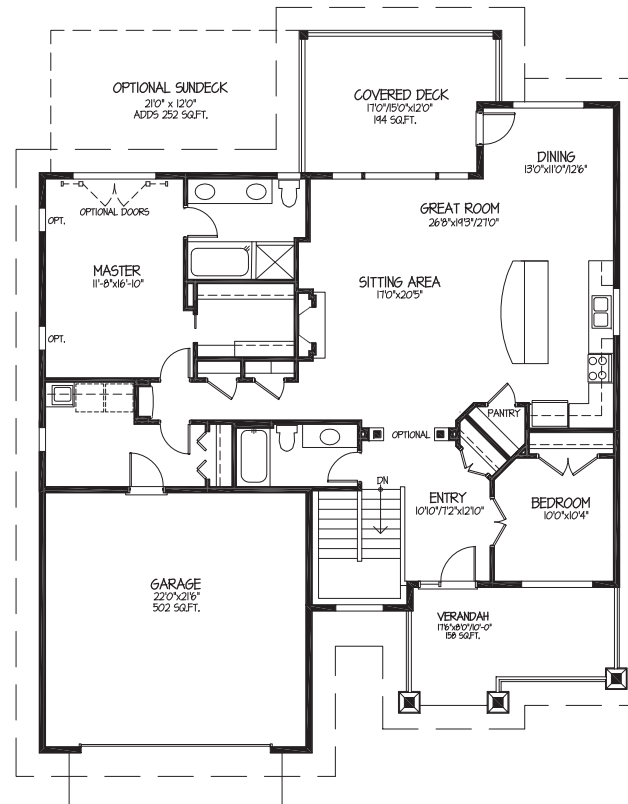 OPTIONAL SUNDECK
21'0" x 12'0"
ADDS 252 SQ.FT.
COVERED DECK
17'0"/15'0"x12'0"
194 SQ.FT.
DINING
13'0"x11'0"/12'6"
OPTIONAL DOORS
OPT.
GREAT ROOM
26'8"x19'3"/27'0"
MASTER
11'-8"x16'-10"
SITTING AREA
17'0"x20'5"
OPT.
PANTRY
OPTIONAL
DN
ENTRY
10'10"/7'2"x12'10"
BEDROOM
10'0"x10'4"
GARAGE
22'0"x21'6"
502 SQ.FT.
VERANDAH
17'6"x8'0"/10'-0"
158 SQ.FT.